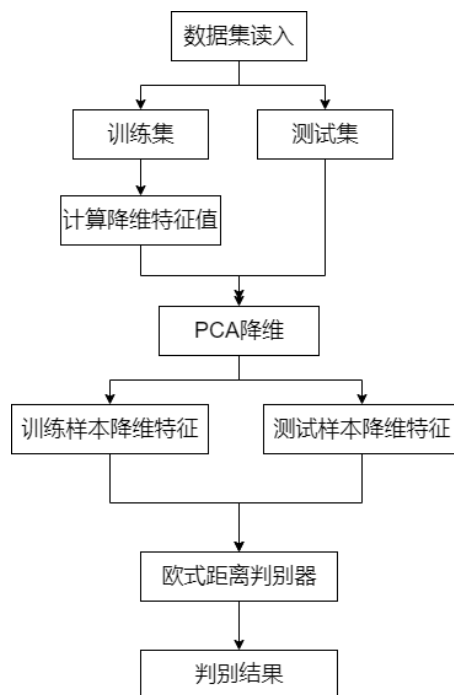 数据集读入
训练集
测试集
计算降维特征值
PCA降维
训练样本降维特征
测试样本降维特征
欧式距离判别器
判别结果